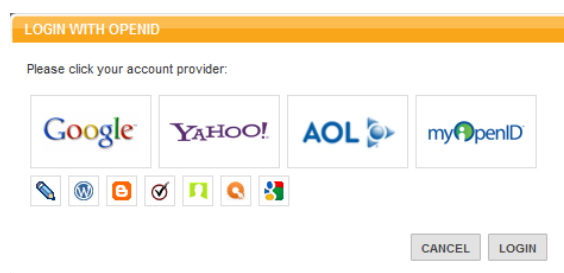 LOGIN WITH OPENID
Please click your account provider:
Google YAHOO! AOL myOpenID
CANCEL LOGIN